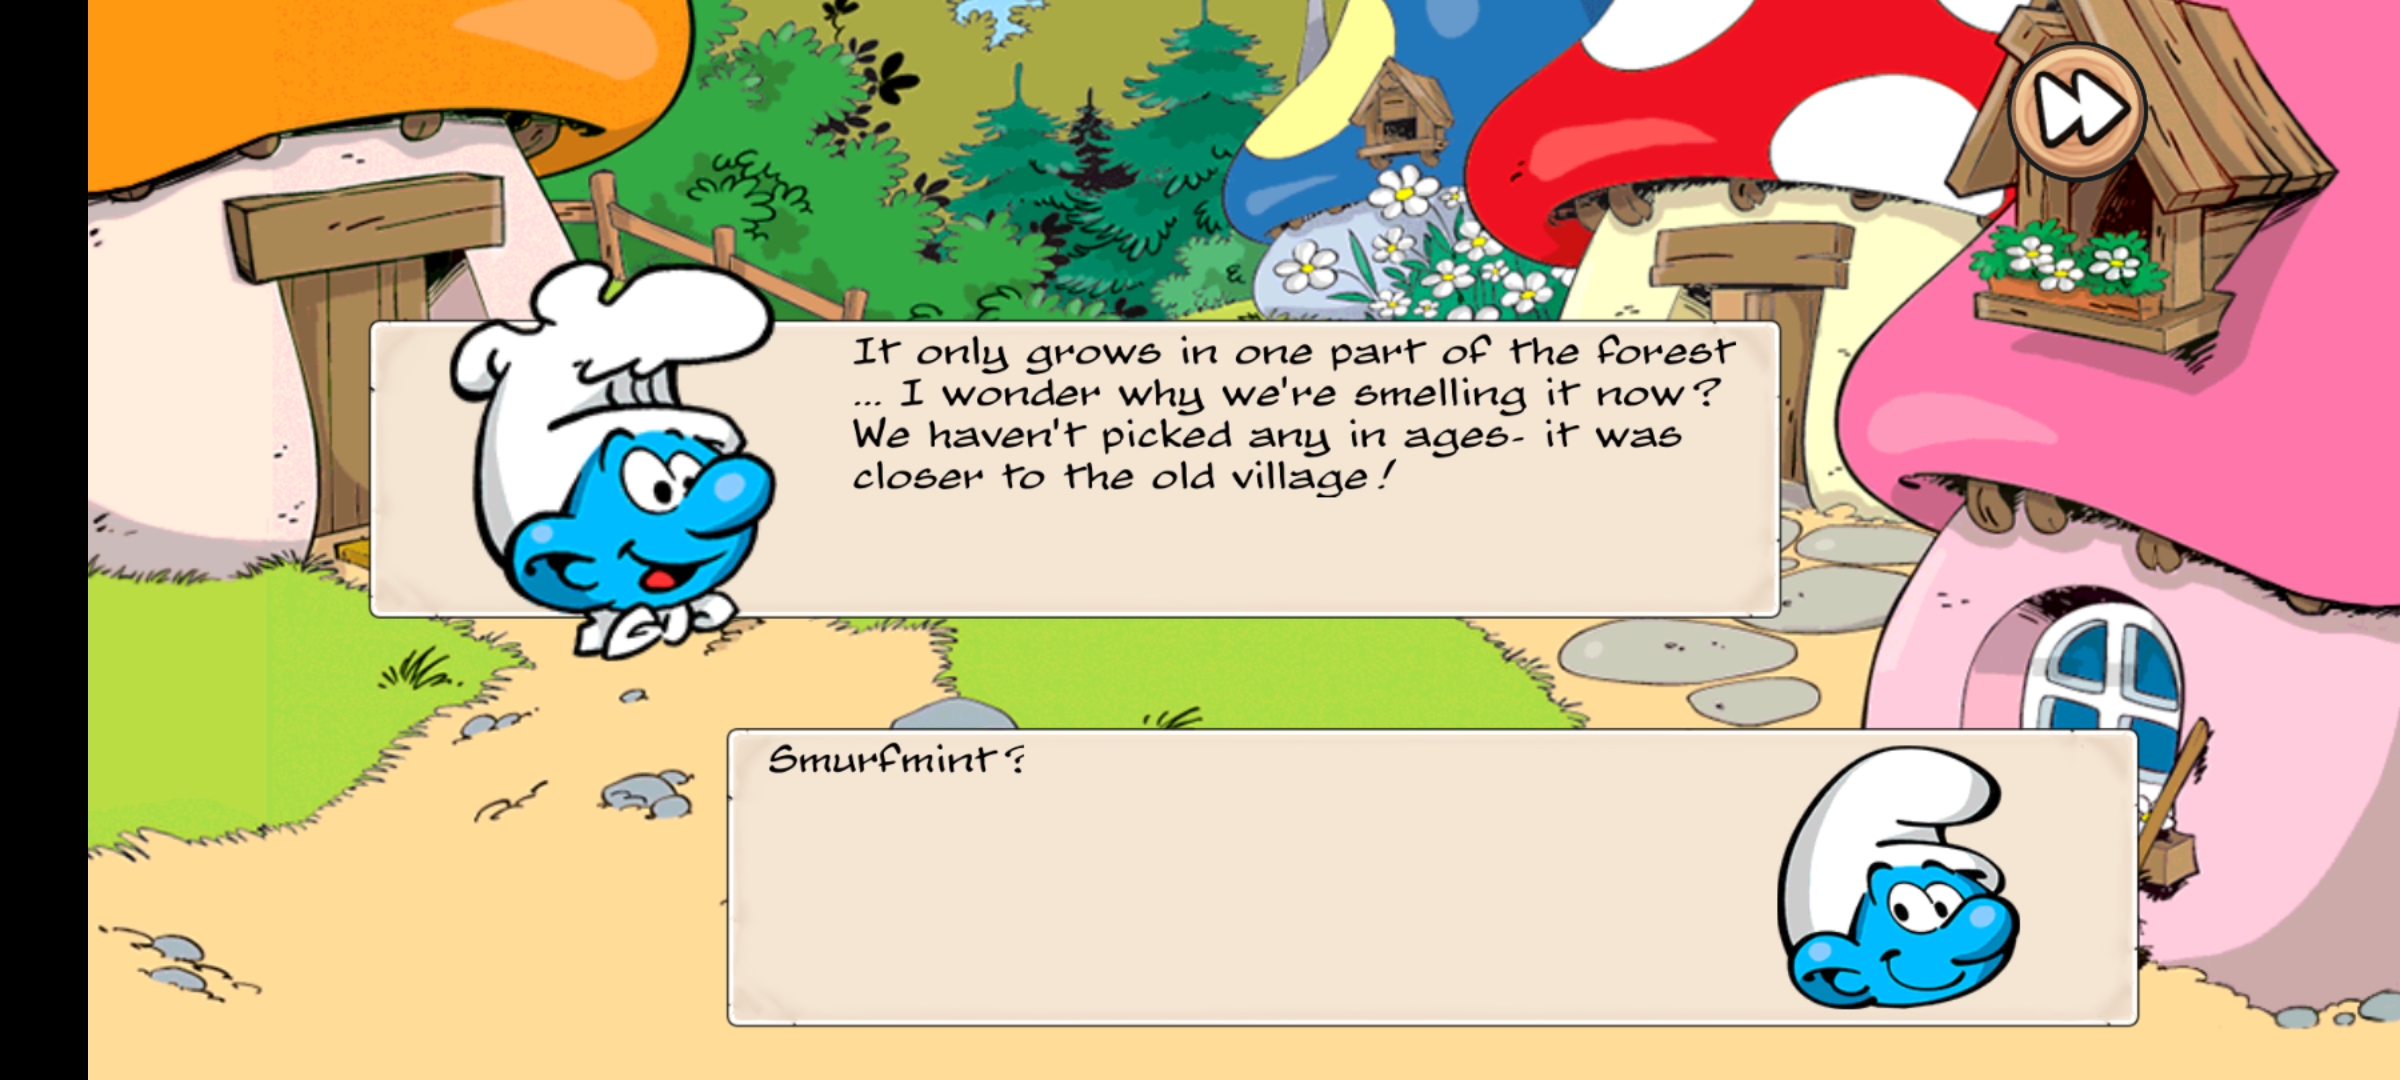 It only grows in one part of the forest
... I wonder why we're smelling it now?
We haven't picked any in ages- it was
closer to the old village!
Smurfmint?